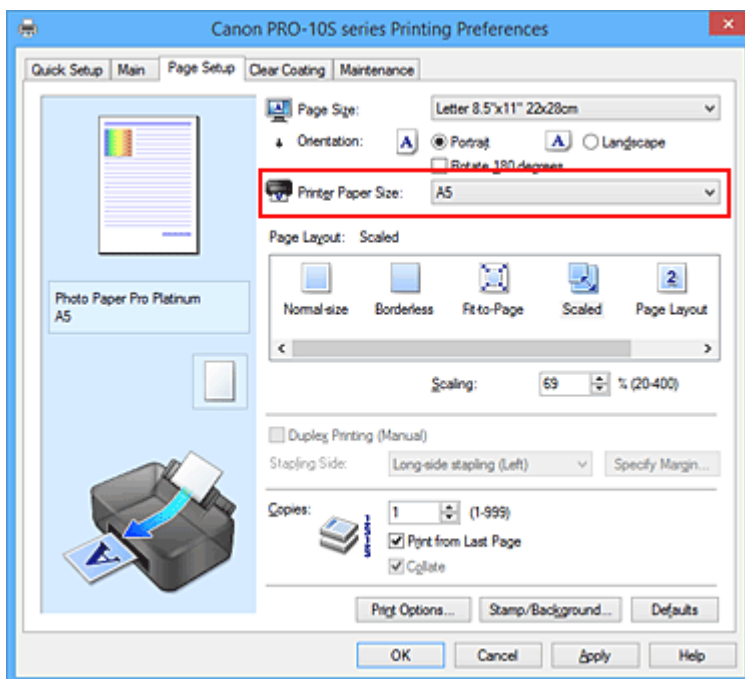 Canon PRO-10S series Printing Preferences
Quick Setup Main Page Setup Clear Coating Maintenance
Page Size: Letter 8.5"x11" 22x28cm
Orientation: A Portrait A Landscape
Rotate 180 degrees
Printer Paper Size: A5
Page Layout: Scaled
2
Normal-size Borderless Fit-to-Page Scaled Page Layout
Photo Paper Pro Platinum
A5
Scaling: 69 % (20-400)
Duplex Printing (Manual)
Stapling Side: Long-side stapling (Left) Specify Margin...
Copies: 1 (1-999)
Print from Last Page
Collate
A
Print Options... Stamp/Background... Defaults
OK Cancel Apply Help